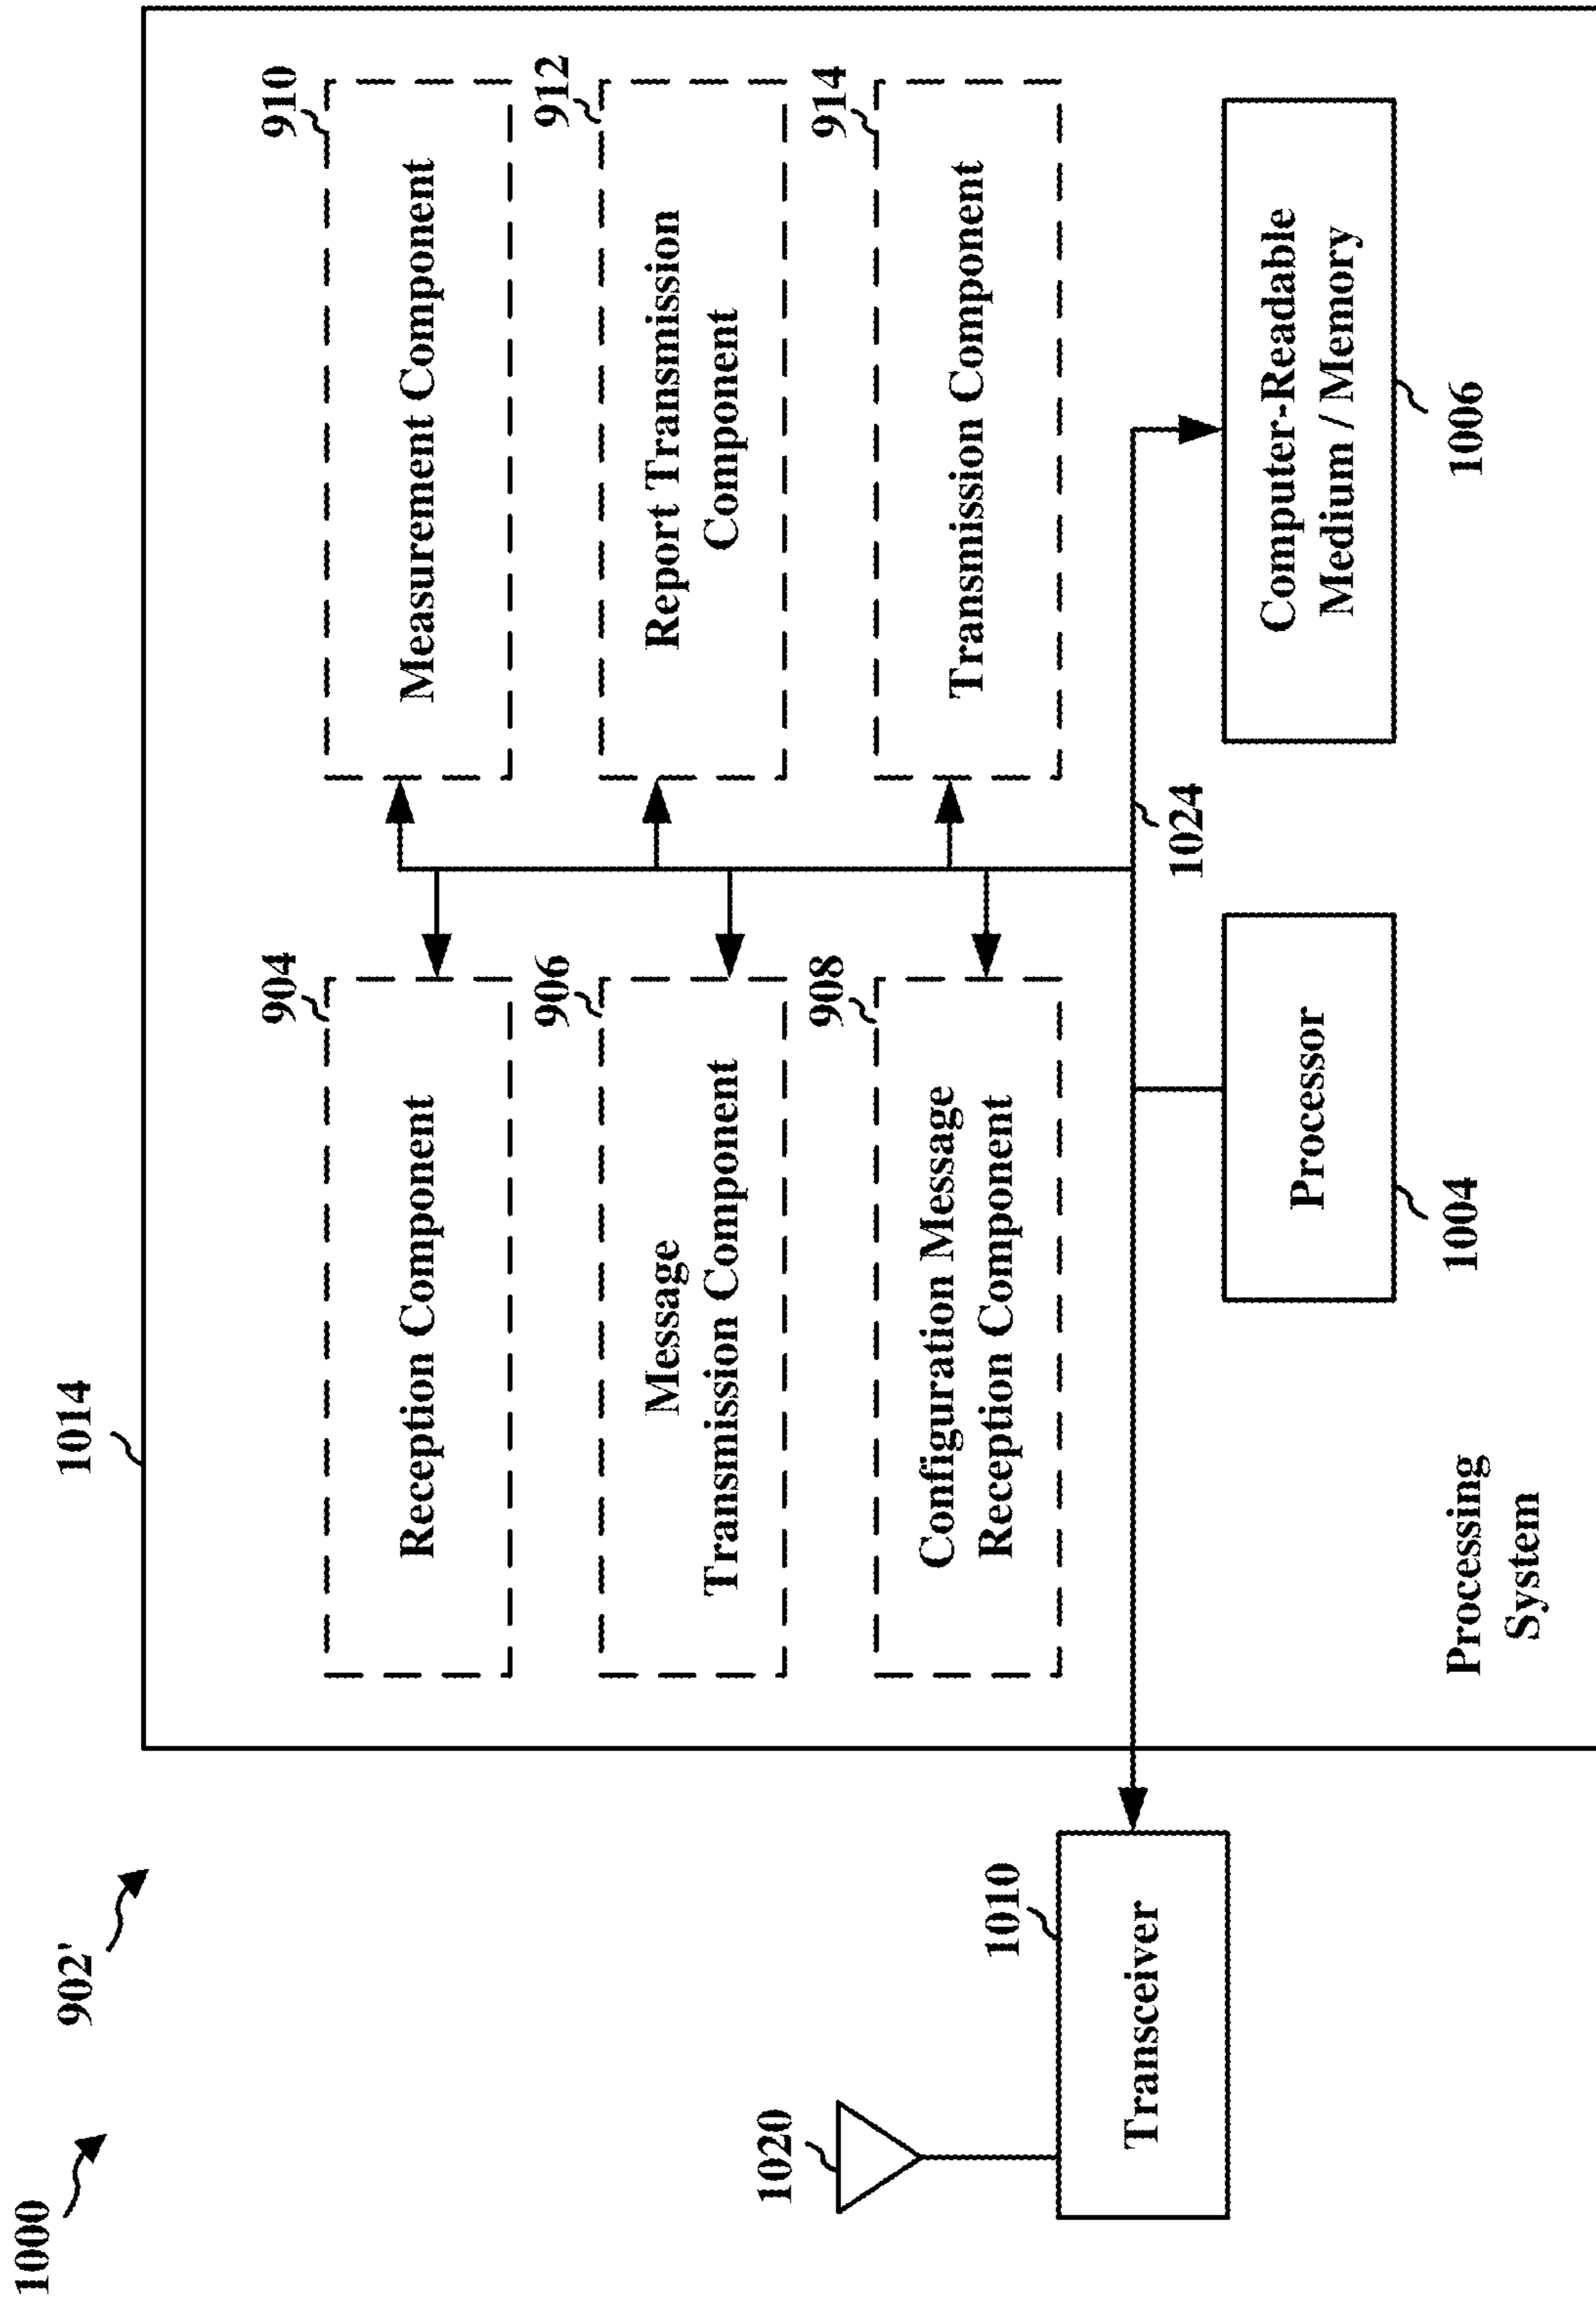 1000
902'
1014
904
Reception Component
910
Measurement Component
906
Message
Transmission Component
912
Report Transmission
Component
908
Configuration Message
Reception Component
914
Transmission Component
1020
1010
Transceiver
1024
Processor
1004
Computer-Readable
Medium / Memory
1006
Processing
System